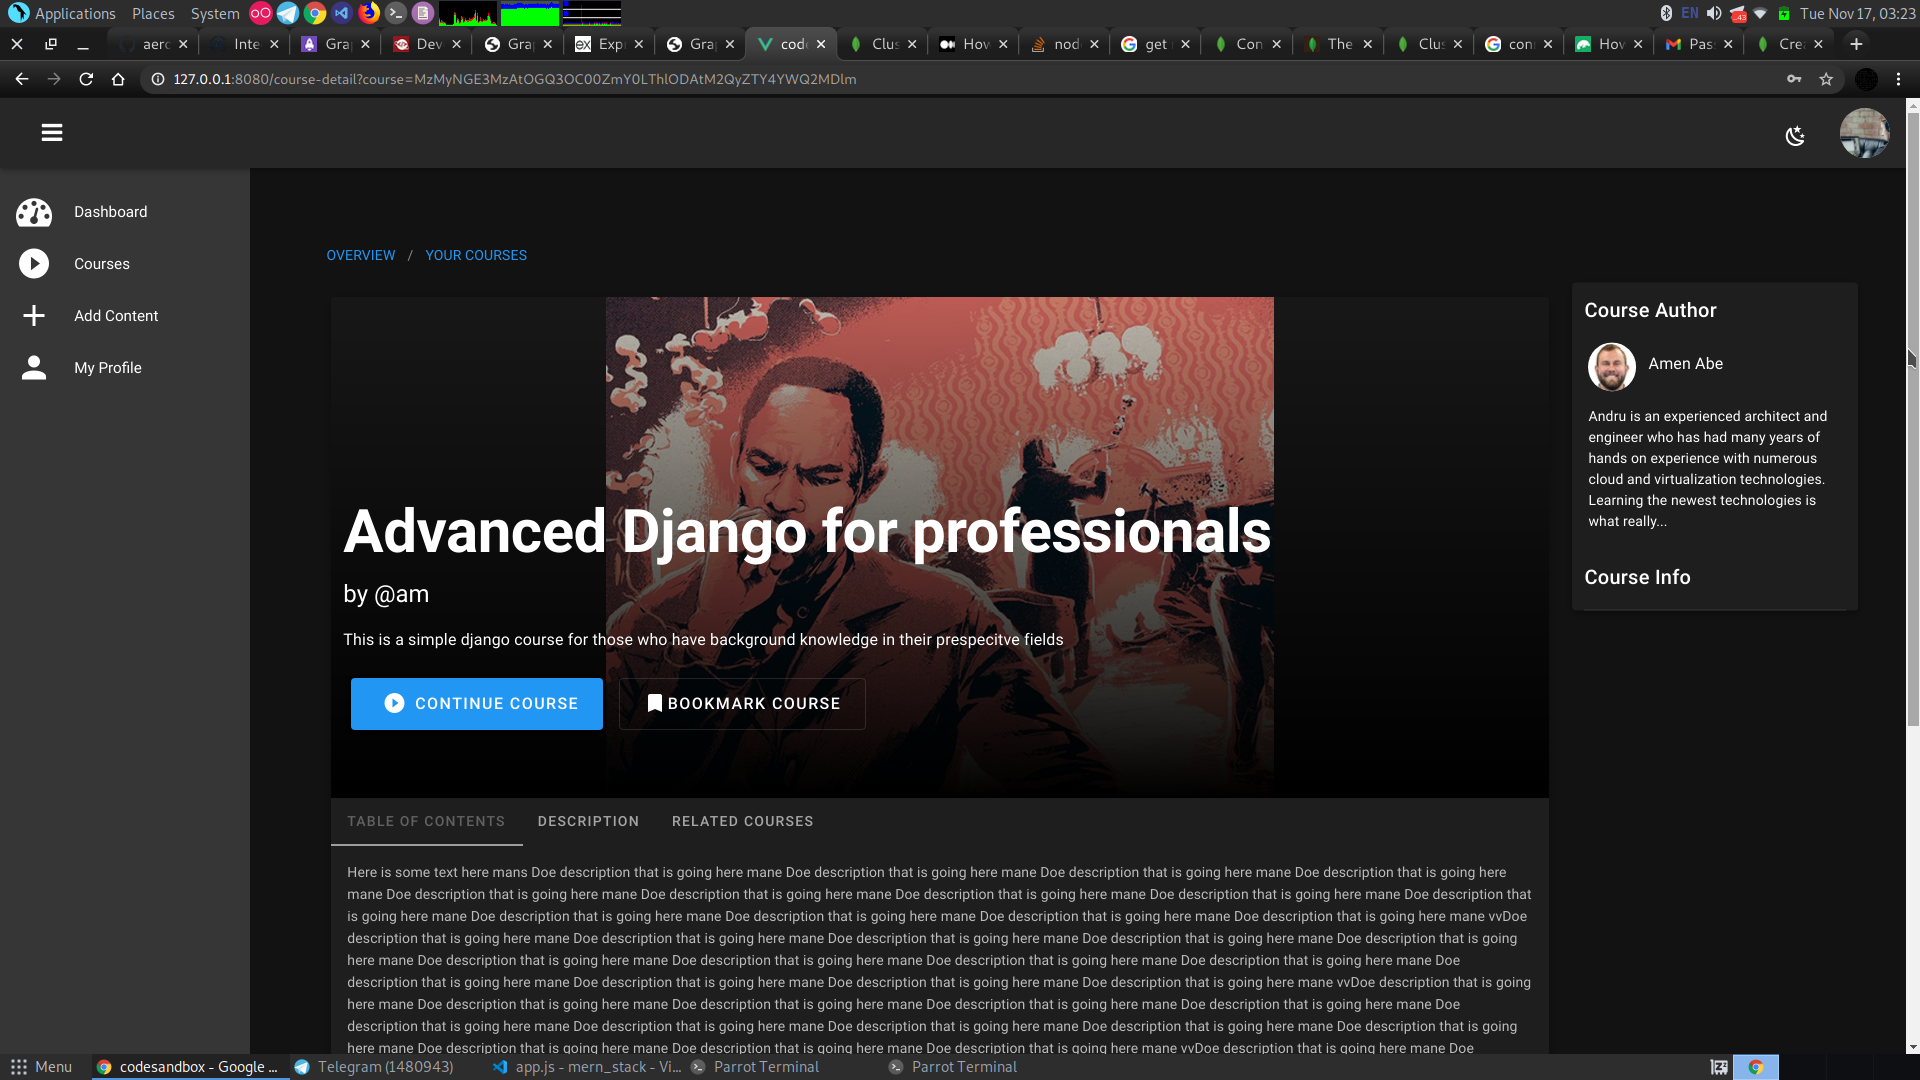 Applications Places System EN .43 Tue Nov 17, 03:23
aerc Inte Gra Dev Gra Exp Gra code Clus How nod get Con The Clus con How Pas Crea
127.0.0.1:8080/course-detail?course=MzMyNGE3MzAtOGQ3OC00ZmY0LThlODAtM2QyZTY4YWQ2MDlm
Dashboard
Courses
Add Content
My Profile
OVERVIEW / YOUR COURSES
Advanced Django for professionals
by @am
This is a simple django course for those who have background knowledge in their prespecitve fields
CONTINUE COURSE BOOKMARK COURSE
Course Author
Amen Abe
Andru is an experienced architect and
engineer who has had many years of
hands on experience with numerous
cloud and virtualization technologies.
Learning the newest technologies is
what really...
Course Info
TABLE OF CONTENTS DESCRIPTION RELATED COURSES
Here is some text here mans Doe description that is going here mane Doe description that is going here mane Doe description that is going here mane Doe description that is going here
mane Doe description that is going here mane Doe description that is going here mane Doe description that is going here mane Doe description that is going here mane Doe description that
is going here mane Doe description that is going here mane Doe description that is going here mane Doe description that is going here mane Doe description that is going here mane vvDoe
description that is going here mane Doe description that is going here mane Doe description that is going here mane Doe description that is going here mane Doe description that is going
here mane Doe description that is going here mane Doe description that is going here mane Doe description that is going here mane Doe description that is going here mane Doe
description that is going here mane Doe description that is going here mane Doe description that is going here mane Doe description that is going here mane vvDoe description that is going
here mane Doe description that is going here mane Doe description that is going here mane Doe description that is going here mane Doe description that is going here mane Doe
description that is going here mane Doe description that is going here mane Doe description that is going here mane Doe description that is going here mane Doe description that is going
here mane Doe description that is going here mane Doe description that is going here mane Doe description that is going here mane vvDoe description that is going here mane Doe
Menu codesandbox - Google ... Telegram (1480943) app.js - mern_stack - Vi... Parrot Terminal Parrot Terminal